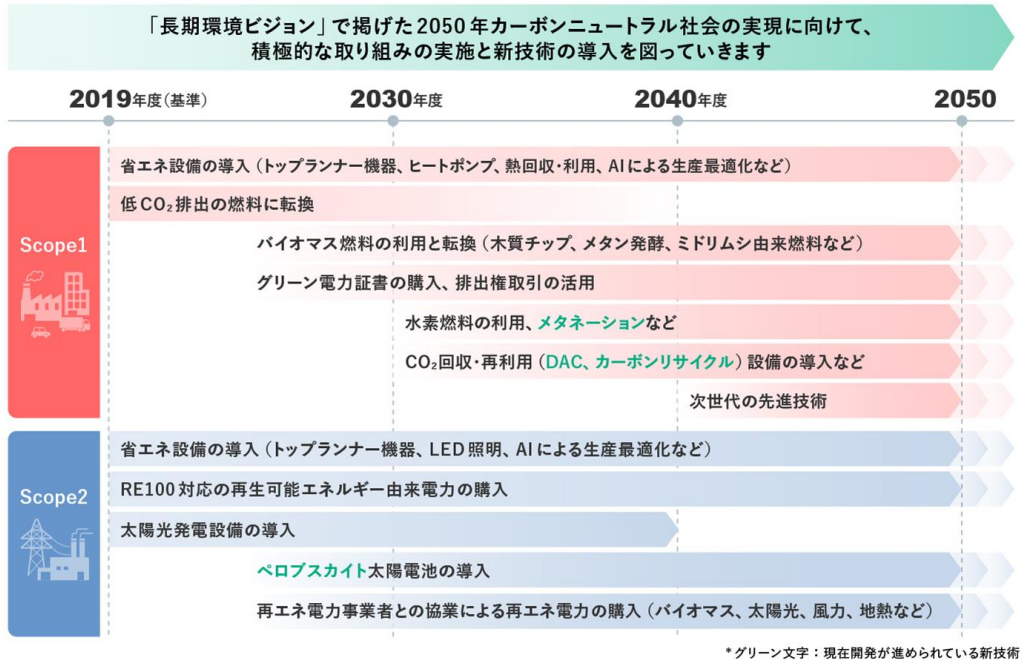 「長期環境ビジョン」で掲げた2050年カーボンニュートラル社会の実現に向けて、
積極的な取り組みの実施と新技術の導入を図っていきます
2019年度(基準) 2030年度 2040年度 2050
Scope1
省エネ設備の導入（トップランナー機器、ヒートポンプ、熱回収・利用、AIによる生産最適化など）
低CO₂排出の燃料に転換
バイオマス燃料の利用と転換（木質チップ、メタン発酵、ミドリムシ由来燃料など）
グリーン電力証書の購入、排出権取引の活用
水素燃料の利用、メタネーションなど
CO₂回収・再利用（DAC、カーボンリサイクル）設備の導入など
次世代の先進技術
Scope2
省エネ設備の導入（トップランナー機器、LED照明、AIによる生産最適化など）
RE100対応の再生可能エネルギー由来電力の購入
太陽光発電設備の導入
ペロブスカイト太陽電池の導入
再エネ電力事業者との協業による再エネ電力の購入（バイオマス、太陽光、風力、地熱など）
*グリーン文字：現在開発が進められている新技術